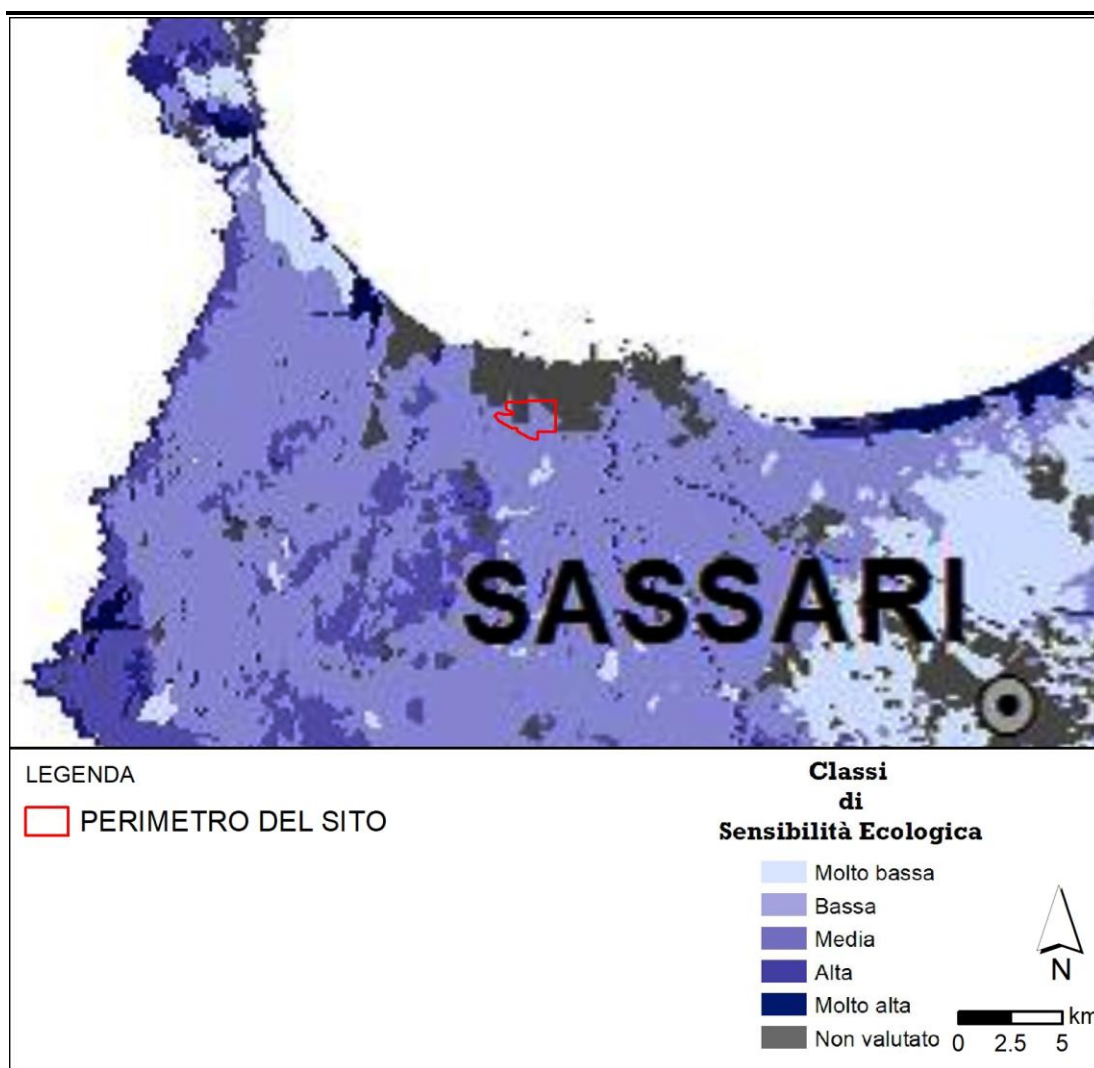 SASSARI
LEGENDA
PERIMETRO DEL SITO
Classi
di
Sensibilità Ecologica
Molto bassa
Bassa
Media
Alta
Molto alta
Non valutato
N
km
0 2.5 5